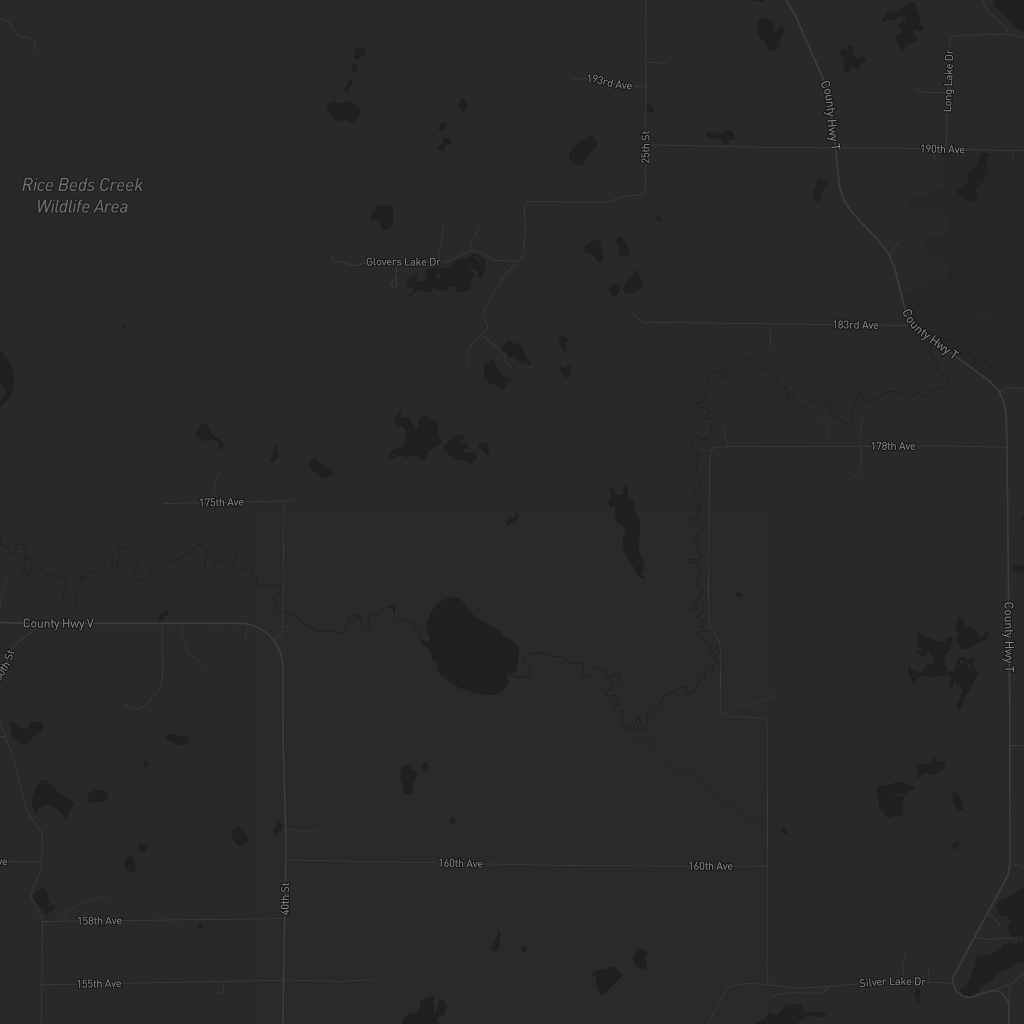 193rd Ave
Long Lake Dr
County Hwy T
25th St
190th Ave
Rice Beds Creek
Wildlife Area
Glovers Lake Dr
183rd Ave
County Hwy T
178th Ave
175th Ave
County Hwy V
County Hwy T
160th Ave
160th Ave
40th St
158th Ave
155th Ave
Silver Lake Dr